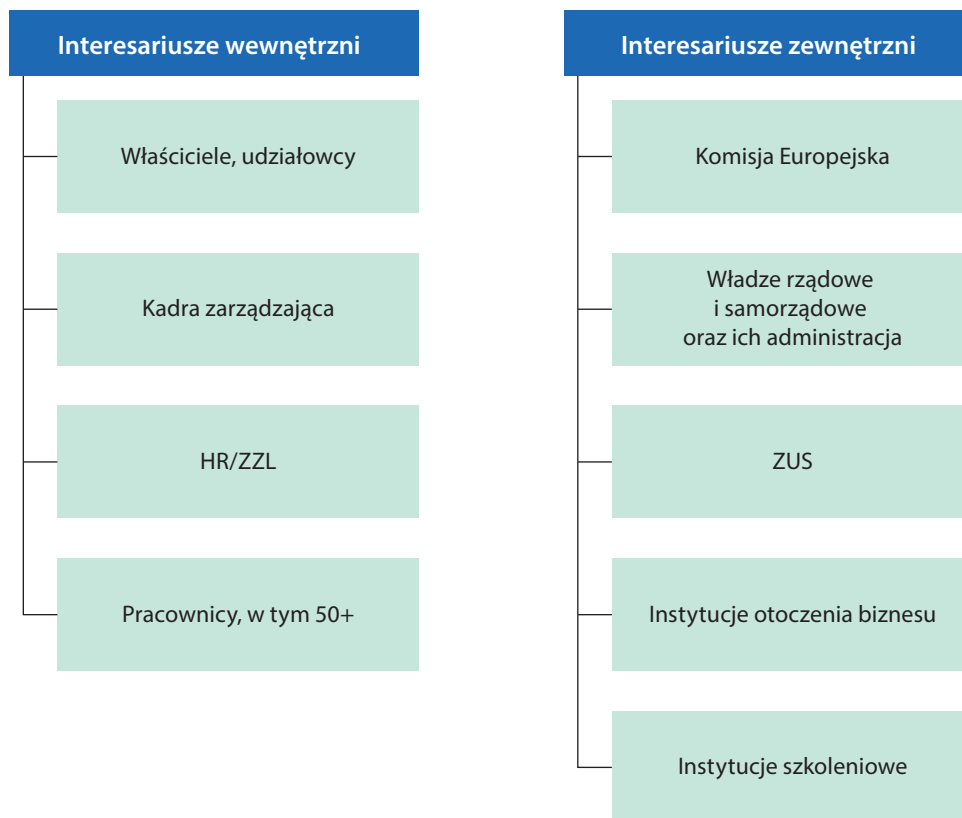 Interesariusze wewnętrzni
Właściciele, udziałowcy
Kadra zarządzająca
HR/ZZL
Pracownicy, w tym 50+
Interesariusze zewnętrzni
Komisja Europejska
Władze rządowe
i samorządowe
oraz ich administracja
ZUS
Instytucje otoczenia biznesu
Instytucje szkoleniowe